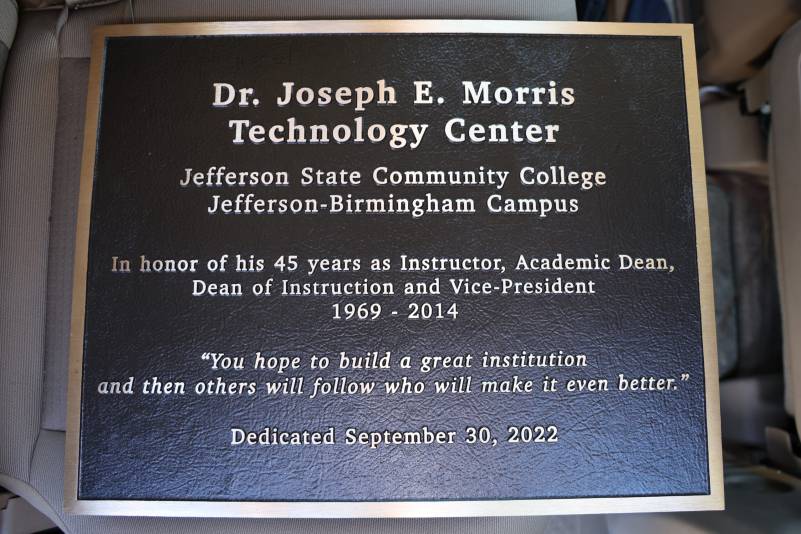 Dr. Joseph E. Morris
Technology Center
Jefferson State Community College
Jefferson-Birmingham Campus
In honor of his 45 years as Instructor, Academic Dean,
Dean of Instruction and Vice-President
1969 - 2014
“You hope to build a great institution
and then others will follow who will make it even better.”
Dedicated September 30, 2022